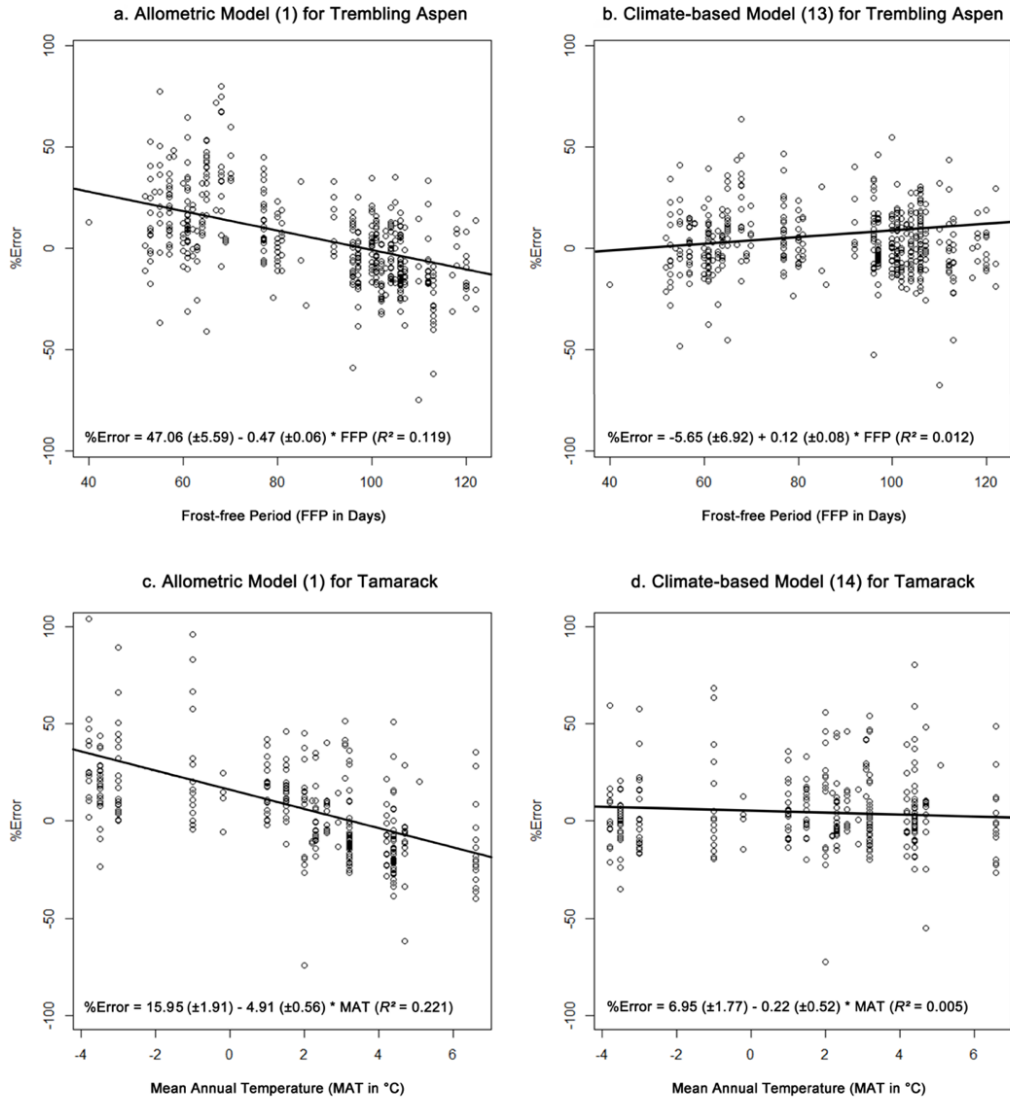 a. Allometric Model (1) for Trembling Aspen
100
50
0
-50
-100
%Error
%Error = 47.06 (±5.59) - 0.47 (±0.06) * FFP (R² = 0.119)
40 60 80 100 120
Frost-free Period (FFP in Days)
b. Climate-based Model (13) for Trembling Aspen
100
50
0
-50
-100
%Error
%Error = -5.65 (±6.92) + 0.12 (±0.08) * FFP (R² = 0.012)
40 60 80 100 120
Frost-free Period (FFP in Days)
c. Allometric Model (1) for Tamarack
100
50
0
-50
-100
%Error
%Error = 15.95 (±1.91) - 4.91 (±0.56) * MAT (R² = 0.221)
-4 -2 0 2 4 6
Mean Annual Temperature (MAT in °C)
d. Climate-based Model (14) for Tamarack
100
50
0
-50
-100
%Error
%Error = 6.95 (±1.77) - 0.22 (±0.52) * MAT (R² = 0.005)
-4 -2 0 2 4 6
Mean Annual Temperature (MAT in °C)